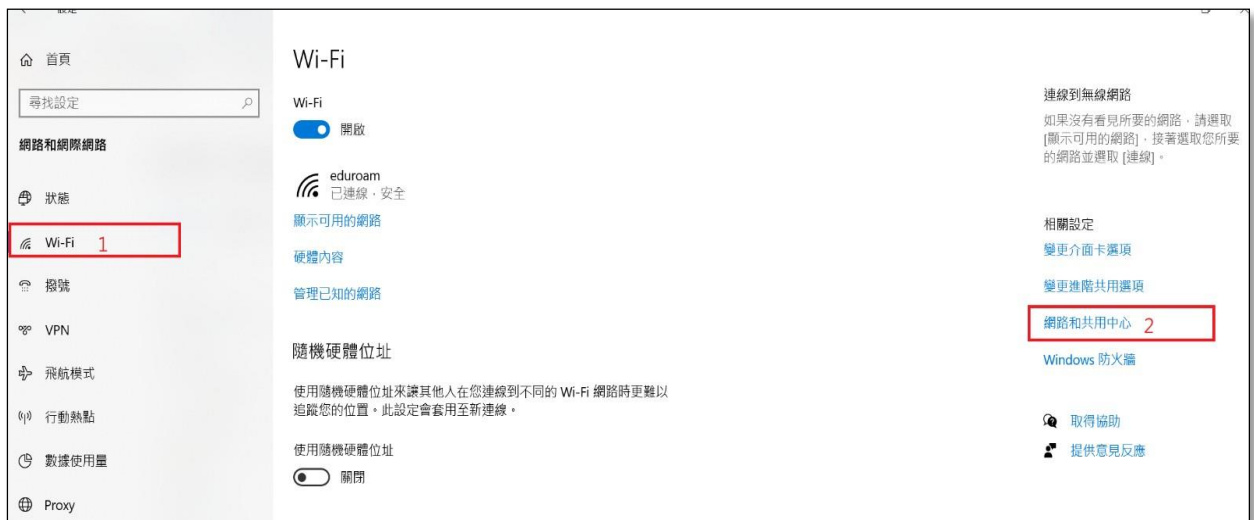 設定
首頁
尋找設定
網路和網際網路
狀態
Wi-Fi 1
撥號
VPN
飛航模式
行動熱點
數據使用量
Proxy
Wi-Fi
Wi-Fi
開啟
eduroam
已連線，安全
顯示可用的網路
硬體內容
管理已知的網路
隨機硬體位址
使用隨機硬體位址來讓其他人在您連線到不同的 Wi-Fi 網路時更難以
追蹤您的位置。此設定會套用至新連線。
使用隨機硬體位址
關閉
連線到無線網路
如果沒有看見所要的網路，請選取
[顯示可用的網路]，接著選取您所要
的網路並選取 [連線]。
相關設定
變更介面卡選項
變更進階共用選項
網路和共用中心 2
Windows 防火牆
取得協助
提供意見反應